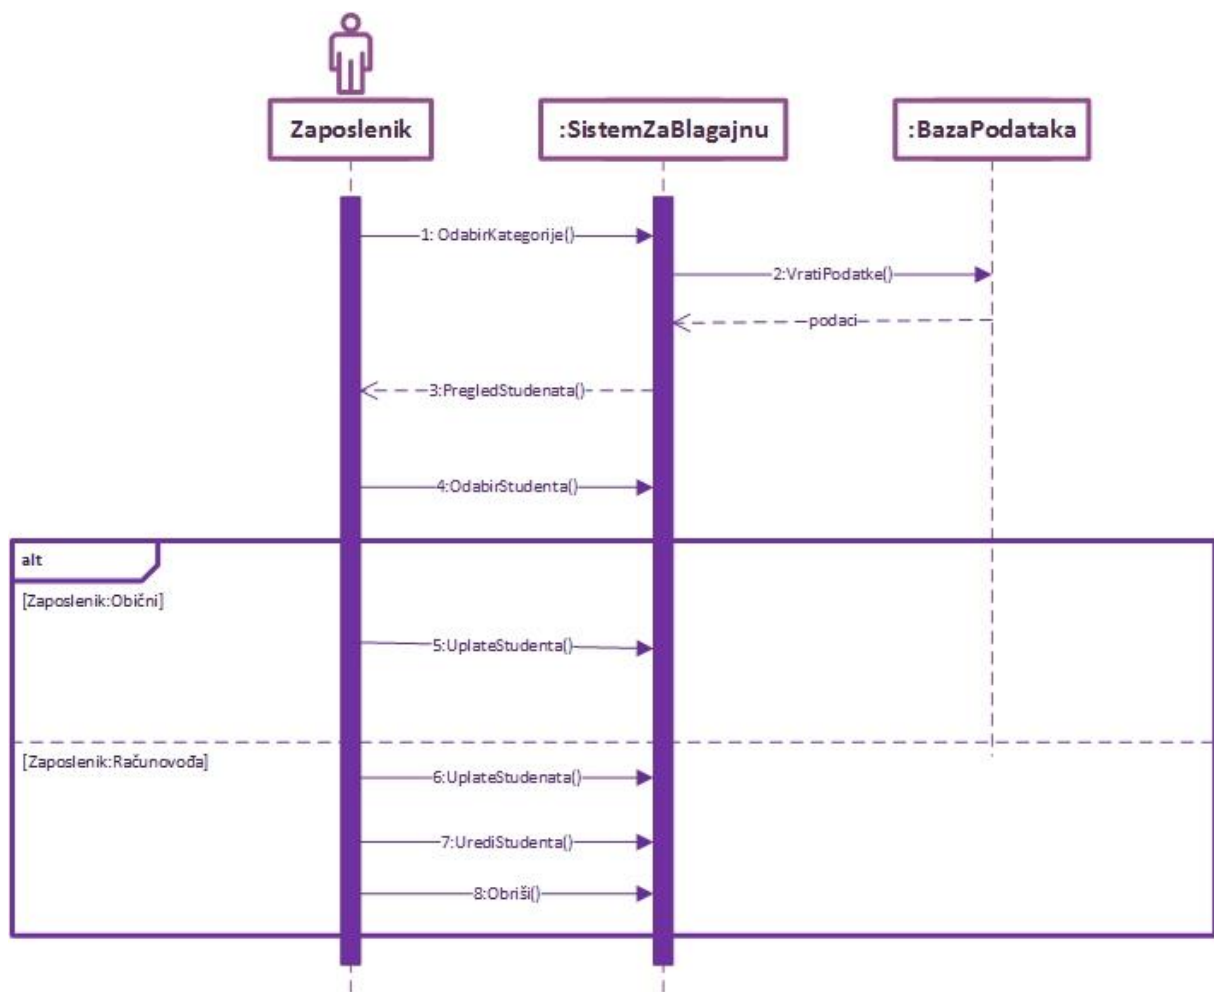 Zaposlenik
:SistemZaBlagajnu
:BazaPodataka
1: OdabirKategorije()
2:VratiPodatke()
podaci
3:PregledStudenata()
4:OdabirStudenta()
alt
[Zaposlenik:Obični]
5:UplateStudenta()
[Zaposlenik:Računovođa]
6:UplateStudenata()
7:UrediStudenta()
8:Obriši()